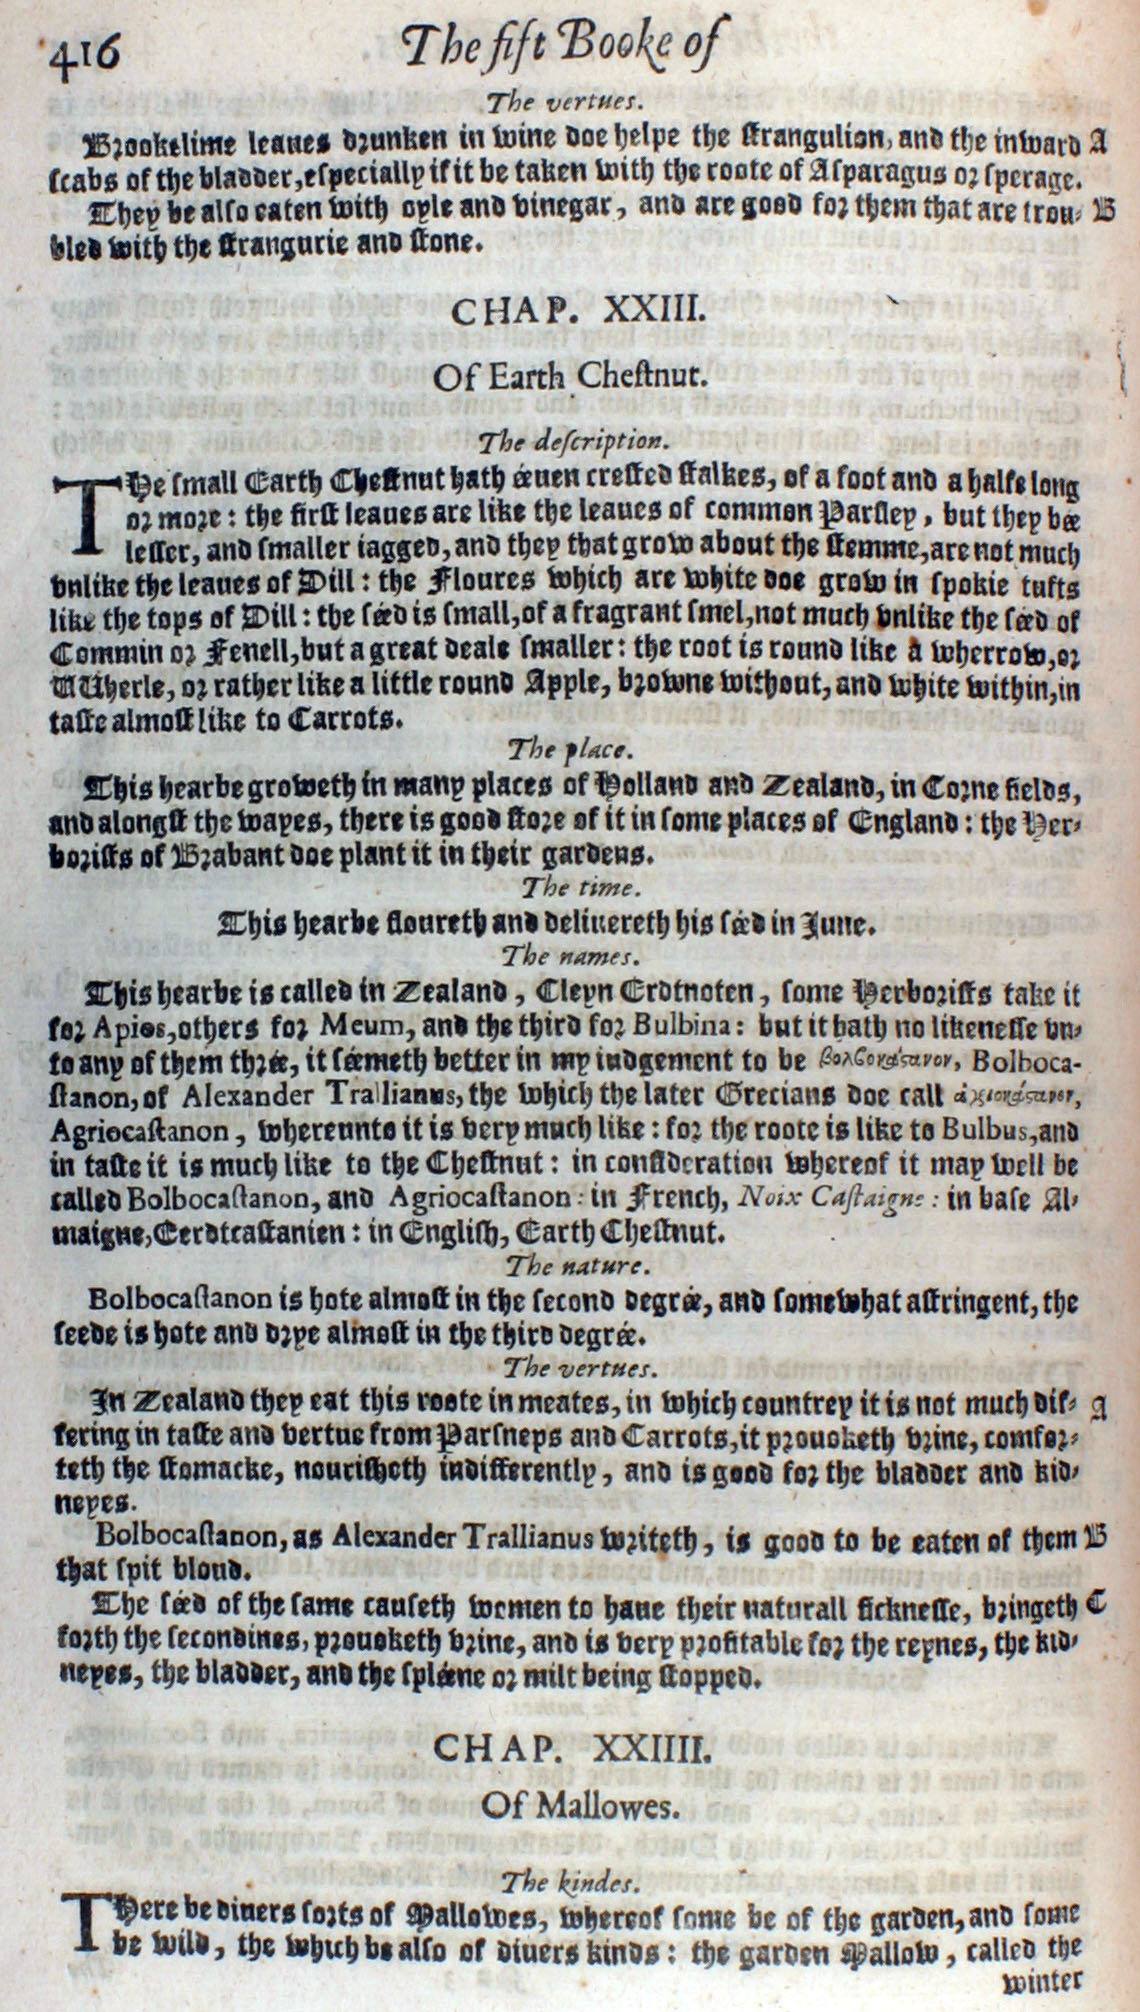 416
The fift Booke of
The vertues.
Brookelime leaues drunken in wine doe helpe the strangulion, and the inward A
scabs of the bladder, especially if it be taken with the roote of Asparagus or sperage.
They be also eaten with oyle and vinegar, and are good for them that are trou- B
bled with the strangurie and stone.
CHAP. XXIII.
Of Earth Chestnut.
The description.
THe small Earth Chestnut hath éeuen crested stalkes, of a foot and a halfe long
or more: the first leaues are like the leaues of common Parsley, but they bée
lesser, and smaller iagged, and they that grow about the stemme, are not much
vnlike the leaues of Dill: the Floures which are white doe grow in spokie tufts
like the tops of Dill: the séed is small, of a fragrant smel, not much vnlike the séed of
Commin or Fenell, but a great deale smaller: the root is round like a wherrow, or
Wherle, or rather like a little round Apple, browne without, and white within, in
taste almost like to Carrots.
The place.
This hearbe groweth in many places of Holland and Zealand, in Corne fields,
and alongst the wayes, there is good store of it in some places of England: the Her-
borists of Brabant doe plant it in their gardens.
The time.
This hearbe floureth and deliuereth his séed in June.
The names.
This hearbe is called in Zealand, Cleyn Erdtnoten, some Herborists take it
for Apios, others for Meum, and the third for Bulbina: but it hath no likenesse vn-
to any of them thrée, it séemeth better in my iudgement to be βολβοκάϛανον, Bolboca-
stanon, of Alexander Trallianus, the which the later Grecians doe call ἀγριοκάϛανον,
Agriocastanon, whereunto it is very much like: for the roote is like to Bulbus, and
in taste it is much like to the Chestnut: in consideration whereof it may well be
called Bolbocastanon, and Agriocastanon: in French, Noix Castaigne: in base Al-
maigne, Eerdtcastanien: in English, Earth Chestnut.
The nature.
Bolbocastanon is hote almost in the second degrée, and somewhat astringent, the
seede is hote and drye almost in the third degrée.
The vertues.
In Zealand they eat this roote in meates, in which countrey it is not much dif- A
fering in taste and vertue from Parsneps and Carrots, it prouoketh vrine, comfor-
teth the stomacke, nourisheth indifferently, and is good for the bladder and kid-
neyes.
Bolbocastanon, as Alexander Trallianus writeth, is good to be eaten of them B
that spit bloud.
The séed of the same causeth women to haue their naturall sicknesse, bringeth C
forth the secondines, prouoketh vrine, and is very profitable for the reynes, the kid-
neyes, the bladder, and the spléene or milt being stopped.
CHAP. XXIIII.
Of Mallowes.
The kindes.
THere be diuers sorts of Mallowes, whereof some be of the garden, and some
be wild, the which be also of diuers kinds: the garden Mallow, called the
winter